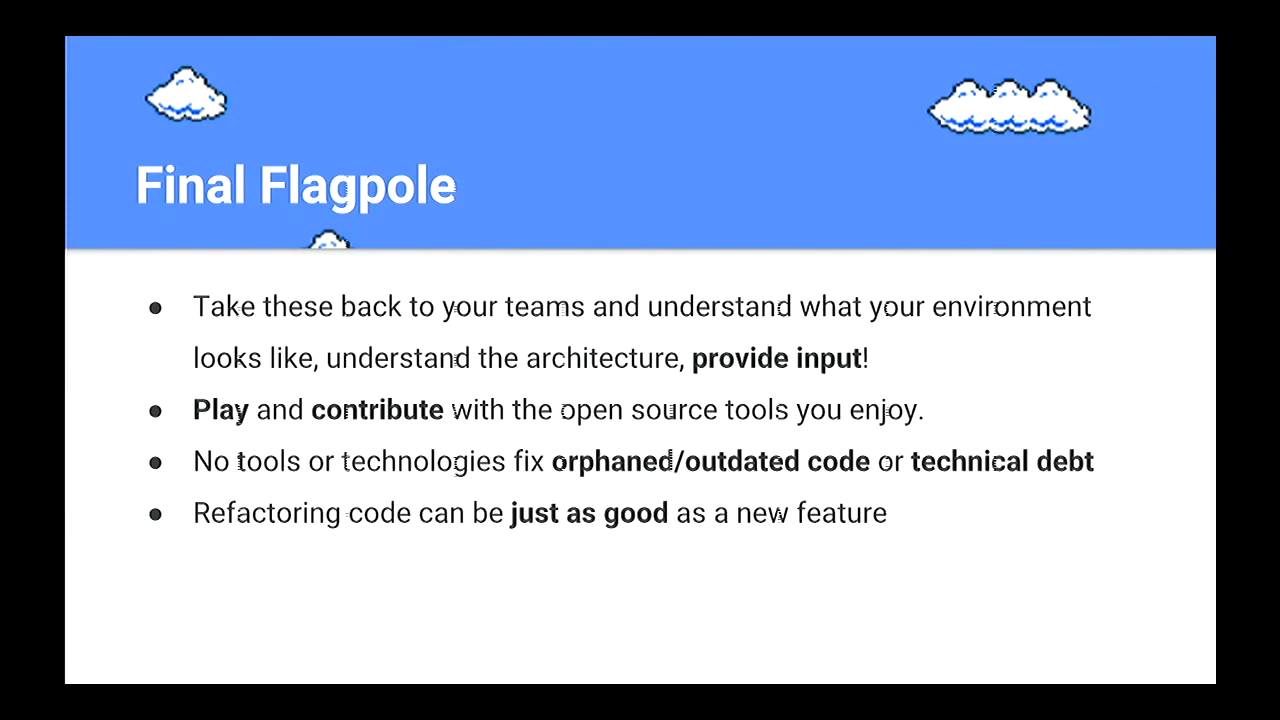 Final Flagpole
● Take these back to your teams and understand what your environment
looks like, understand the architecture, provide input!
● Play and contribute with the open source tools you enjoy.
● No tools or technologies fix orphaned/outdated code or technical debt
● Refactoring code can be just as good as a new feature